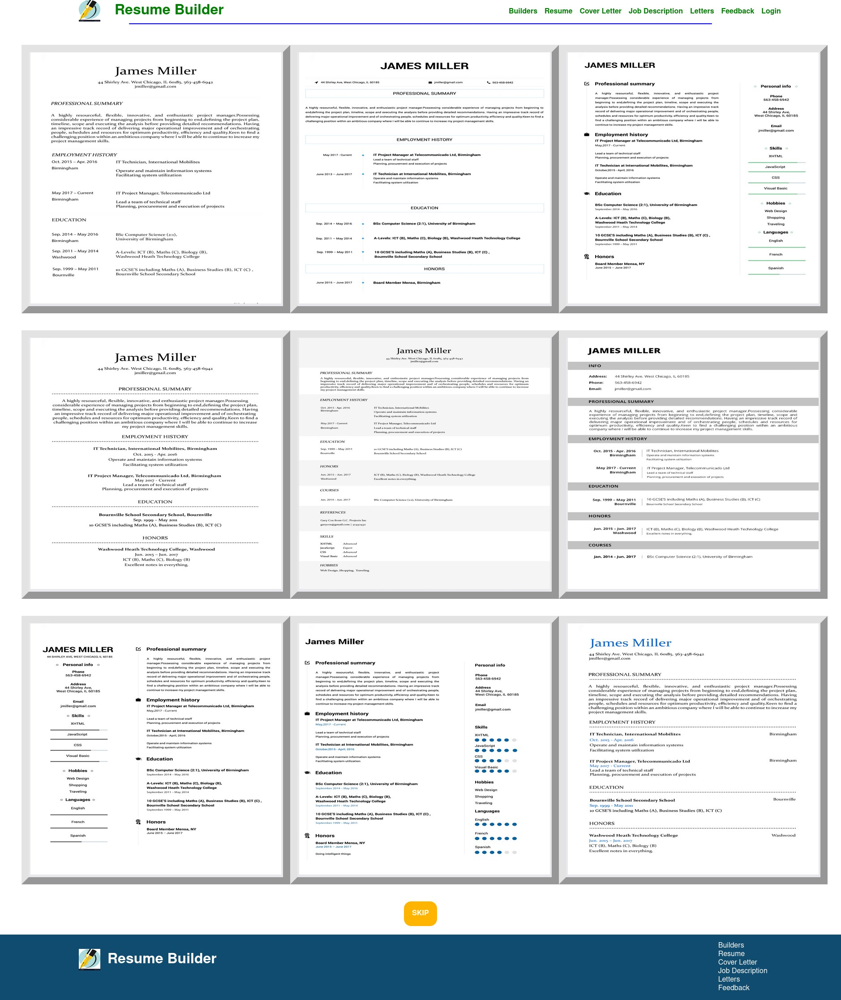 Resume Builder
Builders Resume Cover Letter Job Description Letters Feedback Login
James Miller
44 Shirley Ave. West Chicago, IL 60185, 563-458-6942
jmiller@gmail.com
PROFESSIONAL SUMMARY
A highly resourceful, flexible, innovative, and enthusiastic project manager.Possessing
considerable experience of managing projects from beginning to end,defining the project plan,
timeline, scope and executing the analysis before providing detailed recommendations. Having
an impressive track record of delivering major operational improvement and of orchestrating
people, schedules and resources for optimum productivity, efficiency and quality.Keen to find a
challenging position within an ambitious company where I will be able to continue to increase my
project management skills.
EMPLOYMENT HISTORY
Oct. 2015 – Apr. 2016 IT Technician, International Mobilites
Birmingham
Operate and maintain information systems
Facilitating system utilization
May 2017 – Current IT Project Manager, Telecommunicado Ltd
Birmingham
Lead a team of technical staff
Planning, procurement and execution of projects
EDUCATION
Sep. 2014 – May 2016 BSc Computer Science (2:1),
Birmingham University of Birmingham
Sep. 2011 – May 2014 A-Levels: ICT (B), Maths (C), Biology (B),
Washwood Washwood Heath Technology College
Sep. 1999 – May 2011 10 GCSE'S including Maths (A), Business Studies (B), ICT (C) ,
Bournville Bournville School Secondary School
JAMES MILLER
44 Shirley Ave, West Chicago, IL 60185 jmiller@gmail.com 563-458-6942
PROFESSIONAL SUMMARY
A highly resourceful, flexible, innovative, and enthusiastic project manager.Possessing considerable experience of managing projects from beginning to
end,defining the project plan, timeline, scope and executing the analysis before providing detailed recommendations. Having an impressive track record of
delivering major operational improvement and of orchestrating people, schedules and resources for optimum productivity, efficiency and quality.Keen to find a
challenging position within an ambitious company where I will be able to continue to increase my project management skills.
EMPLOYMENT HISTORY
May 2017 - Current IT Project Manager at Telecommunicado Ltd, Birmingham
Lead a team of technical staff
Planning, procurement and execution of projects
June 2013 – June 2017 IT Technician at International Mobilites, Birmingham
Operate and maintain information systems
Facilitating system utilization
EDUCATION
Sep. 2014 – May 2016 BSc Computer Science (2:1), University of Birmingham
Sep. 2011 – May 2014 A-Levels: ICT (B), Maths (C), Biology (B), Washwood Heath Technology College
Sep. 1999 – May 2011 10 GCSE'S including Maths (A), Business Studies (B), ICT (C) ,
Bournville School Secondary School
HONORS
June 2015 – June 2017 Board Member Mensa, Birmingham
JAMES MILLER
Professional summary
A highly resourceful, flexible, innovative, and enthusiastic project
manager.Possessing considerable experience of managing projects from
beginning to end,defining the project plan, timeline, scope and executing the
analysis before providing detailed recommendations. Having an impressive track
record of delivering major operational improvement and of orchestrating people,
schedules and resources for optimum productivity, efficiency and quality.Keen to
find a challenging position within an ambitious company where I will be able to
continue to increase my project management skills.
Employment history
IT Project Manager at Telecommunicado Ltd, Birmingham
May,2017 - Current
Lead a team of technical staff
Planning, procurement and execution of projects
IT Technician at International Mobilites, Birmingham
October,2015 - April, 2016
Operate and maintain information systems
Facilitating system utilization
Education
BSc Computer Science (2:1), University of Birmingham
September 2014 – May 2016
A-Levels: ICT (B), Maths (C), Biology (B),
Washwood Heath Technology College
September 2011 – May 2014
10 GCSE'S including Maths (A), Business Studies (B), ICT (C) ,
Bournville School Secondary School
September 1999 – May 2011
Honors
Board Member Mensa, NY
June 2015 – June 2017
Personal info
Phone
563-458-6942
Address
44 Shirley Ave,
West Chicago, IL 60185
Email
jmiller@gmail.com
Skills
XHTML
JavaScript
CSS
Visual Basic
Hobbies
Web Design
Shopping
Traveling
Languages
English
French
Spanish
James Miller
44 Shirley Ave. West Chicago, IL 60185, 563-458-6942
jmiller@gmail.com
PROFESSIONAL SUMMARY
A highly resourceful, flexible, innovative, and enthusiastic project manager.Possessing
considerable experience of managing projects from beginning to end,defining the project plan,
timeline, scope and executing the analysis before providing detailed recommendations. Having
an impressive track record of delivering major operational improvement and of orchestrating
people, schedules and resources for optimum productivity, efficiency and quality.Keen to find a
challenging position within an ambitious company where I will be able to continue to increase
my project management skills.
EMPLOYMENT HISTORY
IT Technician, International Mobilites, Birmingham
Oct. 2015 - Apr. 2016
Operate and maintain information systems
Facilitating system utilization
IT Project Manager, Telecommunicado Ltd, Birmingham
May 2017 - Current
Lead a team of technical staff
Planning, procurement and execution of projects
EDUCATION
Bournville School Secondary School, Bournville
Sep. 1999 – May 2011
10 GCSE'S including Maths (A), Business Studies (B), ICT (C)
HONORS
Washwood Heath Technology College, Washwood
Jun. 2015 – Jun. 2017
ICT (B), Maths (C), Biology (B)
Excellent notes in everything.
James Miller
44 Shirley Ave. West Chicago, IL 60185, 563-458-6942
jmiller@gmail.com
PROFESSIONAL SUMMARY
A highly resourceful, flexible, innovative, and enthusiastic project manager.Possessing considerable experience of managing projects from
beginning to end,defining the project plan, timeline, scope and executing the analysis before providing detailed recommendations. Having an
impressive track record of delivering major operational improvement and of orchestrating people, schedules and resources for optimum
productivity, efficiency and quality.Keen to find a challenging position within an ambitious company where I will be able to continue to increase
my project management skills.
EMPLOYMENT HISTORY
Oct. 2015 - Apr. 2016 IT Technician, International Mobilites
Birmingham Operate and maintain information systems
Facilitating system utilization
May 2017 - Current IT Project Manager, Telecommunicado Ltd
Birmingham Lead a team of technical staff
Planning, procurement and execution of projects
EDUCATION
Sep. 1999 – May 2011 10 GCSE'S including Maths (A), Business Studies (B), ICT (C)
Bournville Bournville School Secondary School
HONORS
Jun. 2015 – Jun. 2017 ICT (B), Maths (C), Biology (B), Washwood Heath Technology College
Washwood Excellent notes in everything.
COURSES
Jan. 2014 – Jun. 2017 BSc Computer Science (2:1), University of Birmingham
REFERENCES
Gary Cox from G.C. Projects Inc
garycox@gmail.com | 32432432
SKILLS
XHTML Advanced
JavaScript Expert
CSS Advanced
Visual Basic Advanced
HOBBIES
Web Design ,Shopping, Traveling
JAMES MILLER
INFO
Address: 44 Shirley Ave. West Chicago, IL 60185
Phone: 563-458-6942
Email: jmiller@gmail.com
PROFESSIONAL SUMMARY
A highly resourceful, flexible, innovative, and enthusiastic project manager.Possessing considerable
experience of managing projects from beginning to end,defining the project plan, timeline, scope and
executing the analysis before providing detailed recommendations. Having an impressive track record of
delivering major operational improvement and of orchestrating people, schedules and resources for
optimum productivity, efficiency and quality.Keen to find a challenging position within an ambitious
company where I will be able to continue to increase my project management skills.
EMPLOYMENT HISTORY
Oct. 2015 - Apr. 2016 IT Technician, International Mobilites
Birmingham Operate and maintain information systems
Facilitating system utilization
May 2017 - Current IT Project Manager, Telecommunicado Ltd
Birmingham Lead a team of technical staff
Planning, procurement and execution of projects
EDUCATION
Sep. 1999 – May 2011 10 GCSE'S including Maths (A), Business Studies (B), ICT (C)
Bournville Bournville School Secondary School
HONORS
Jun. 2015 – Jun. 2017 ICT (B), Maths (C), Biology (B), Washwood Heath Technology College
Washwood Excellent notes in everything.
COURSES
Jan. 2014 – Jun. 2017 BSc Computer Science (2:1), University of Birmingham
JAMES MILLER
44 SHIRLEY AVE, WEST CHICAGO, IL 60185
Personal info
Phone
563-458-6942
Address
44 Shirley Ave,
West Chicago, IL 60185
Email
jmiller@gmail.com
Skills
XHTML
JavaScript
CSS
Visual Basic
Hobbies
Web Design
Shopping
Traveling
Languages
English
French
Spanish
Professional summary
A highly resourceful, flexible, innovative, and enthusiastic project
manager.Possessing considerable experience of managing projects from
beginning to end,defining the project plan, timeline, scope and executing the
analysis before providing detailed recommendations. Having an impressive track
record of delivering major operational improvement and of orchestrating people,
schedules and resources for optimum productivity, efficiency and quality.Keen to
find a challenging position within an ambitious company where I will be able to
continue to increase my project management skills.
Employment history
IT Project Manager at Telecommunicado Ltd, Birmingham
May,2017 - Current
Lead a team of technical staff
Planning, procurement and execution of projects
IT Technician at International Mobilites, Birmingham
October,2015 - April, 2016
Operate and maintain information systems
Facilitating system utilization
Education
BSc Computer Science (2:1), University of Birmingham
September 2014 – May 2016
A-Levels: ICT (B), Maths (C), Biology (B),
Washwood Heath Technology College
September 2011 – May 2014
10 GCSE'S including Maths (A), Business Studies (B), ICT (C) ,
Bournville School Secondary School
September 1999 – May 2011
Honors
Board Member Mensa, NY
June 2015 – June 2017
James Miller
Professional summary
A highly resourceful, flexible, innovative, and enthusiastic project
manager.Possessing considerable experience of managing projects from
beginning to end,defining the project plan, timeline, scope and executing the
analysis before providing detailed recommendations. Having an impressive track
record of delivering major operational improvement and of orchestrating people,
schedules and resources for optimum productivity, efficiency and quality.Keen to
find a challenging position within an ambitious company where I will be able to
continue to increase my project management skills.
Employment history
IT Project Manager at Telecommunicado Ltd, Birmingham
May,2017 - Current
Lead a team of technical staff
Planning, procurement and execution of projects
IT Technician at International Mobilites, Birmingham
October,2015 - April, 2016
Operate and maintain information systems
Facilitating system utilization
Education
BSc Computer Science (2:1), University of Birmingham
September 2014 – May 2016
A-Levels: ICT (B), Maths (C), Biology (B),
Washwood Heath Technology College
September 2011 – May 2014
10 GCSE'S including Maths (A), Business Studies (B), ICT (C) ,
Bournville School Secondary School
September 1999 – May 2011
Honors
Board Member Mensa, NY
June 2015 – June 2017
Doing intelligent things
Personal info
Phone
563-458-6942
Address
44 Shirley Ave,
West Chicago, IL 60185
Email
jmiller@gmail.com
Skills
XHTML
JavaScript
CSS
Visual Basic
Hobbies
Web Design
Shopping
Traveling
Languages
English
French
Spanish
James Miller
44 Shirley Ave. West Chicago, IL 60185, 563-458-6942
jmiller@gmail.com
PROFESSIONAL SUMMARY
A highly resourceful, flexible, innovative, and enthusiastic project manager.Possessing
considerable experience of managing projects from beginning to end,defining the project plan,
timeline, scope and executing the analysis before providing detailed recommendations. Having
an impressive track record of delivering major operational improvement and of orchestrating
people, schedules and resources for optimum productivity, efficiency and quality.Keen to find a
challenging position within an ambitious company where I will be able to continue to increase my
project management skills.
EMPLOYMENT HISTORY
IT Technician, International Mobilites Birmingham
Oct. 2015 - Apr. 2016
Operate and maintain information systems
Facilitating system utilization
IT Project Manager, Telecommunicado Ltd Birmingham
May 2017 - Current
Lead a team of technical staff
Planning, procurement and execution of projects
EDUCATION
Bournville School Secondary School Bournville
Sep. 1999 - May 2011
10 GCSE'S including Maths (A), Business Studies (B), ICT (C)
HONORS
Washwood Heath Technology College Washwood
Jun. 2015 – Jun. 2017
ICT (B), Maths (C), Biology (B)
Excellent notes in everything.
SKIP
Resume Builder
Builders
Resume
Cover Letter
Job Description
Letters
Feedback